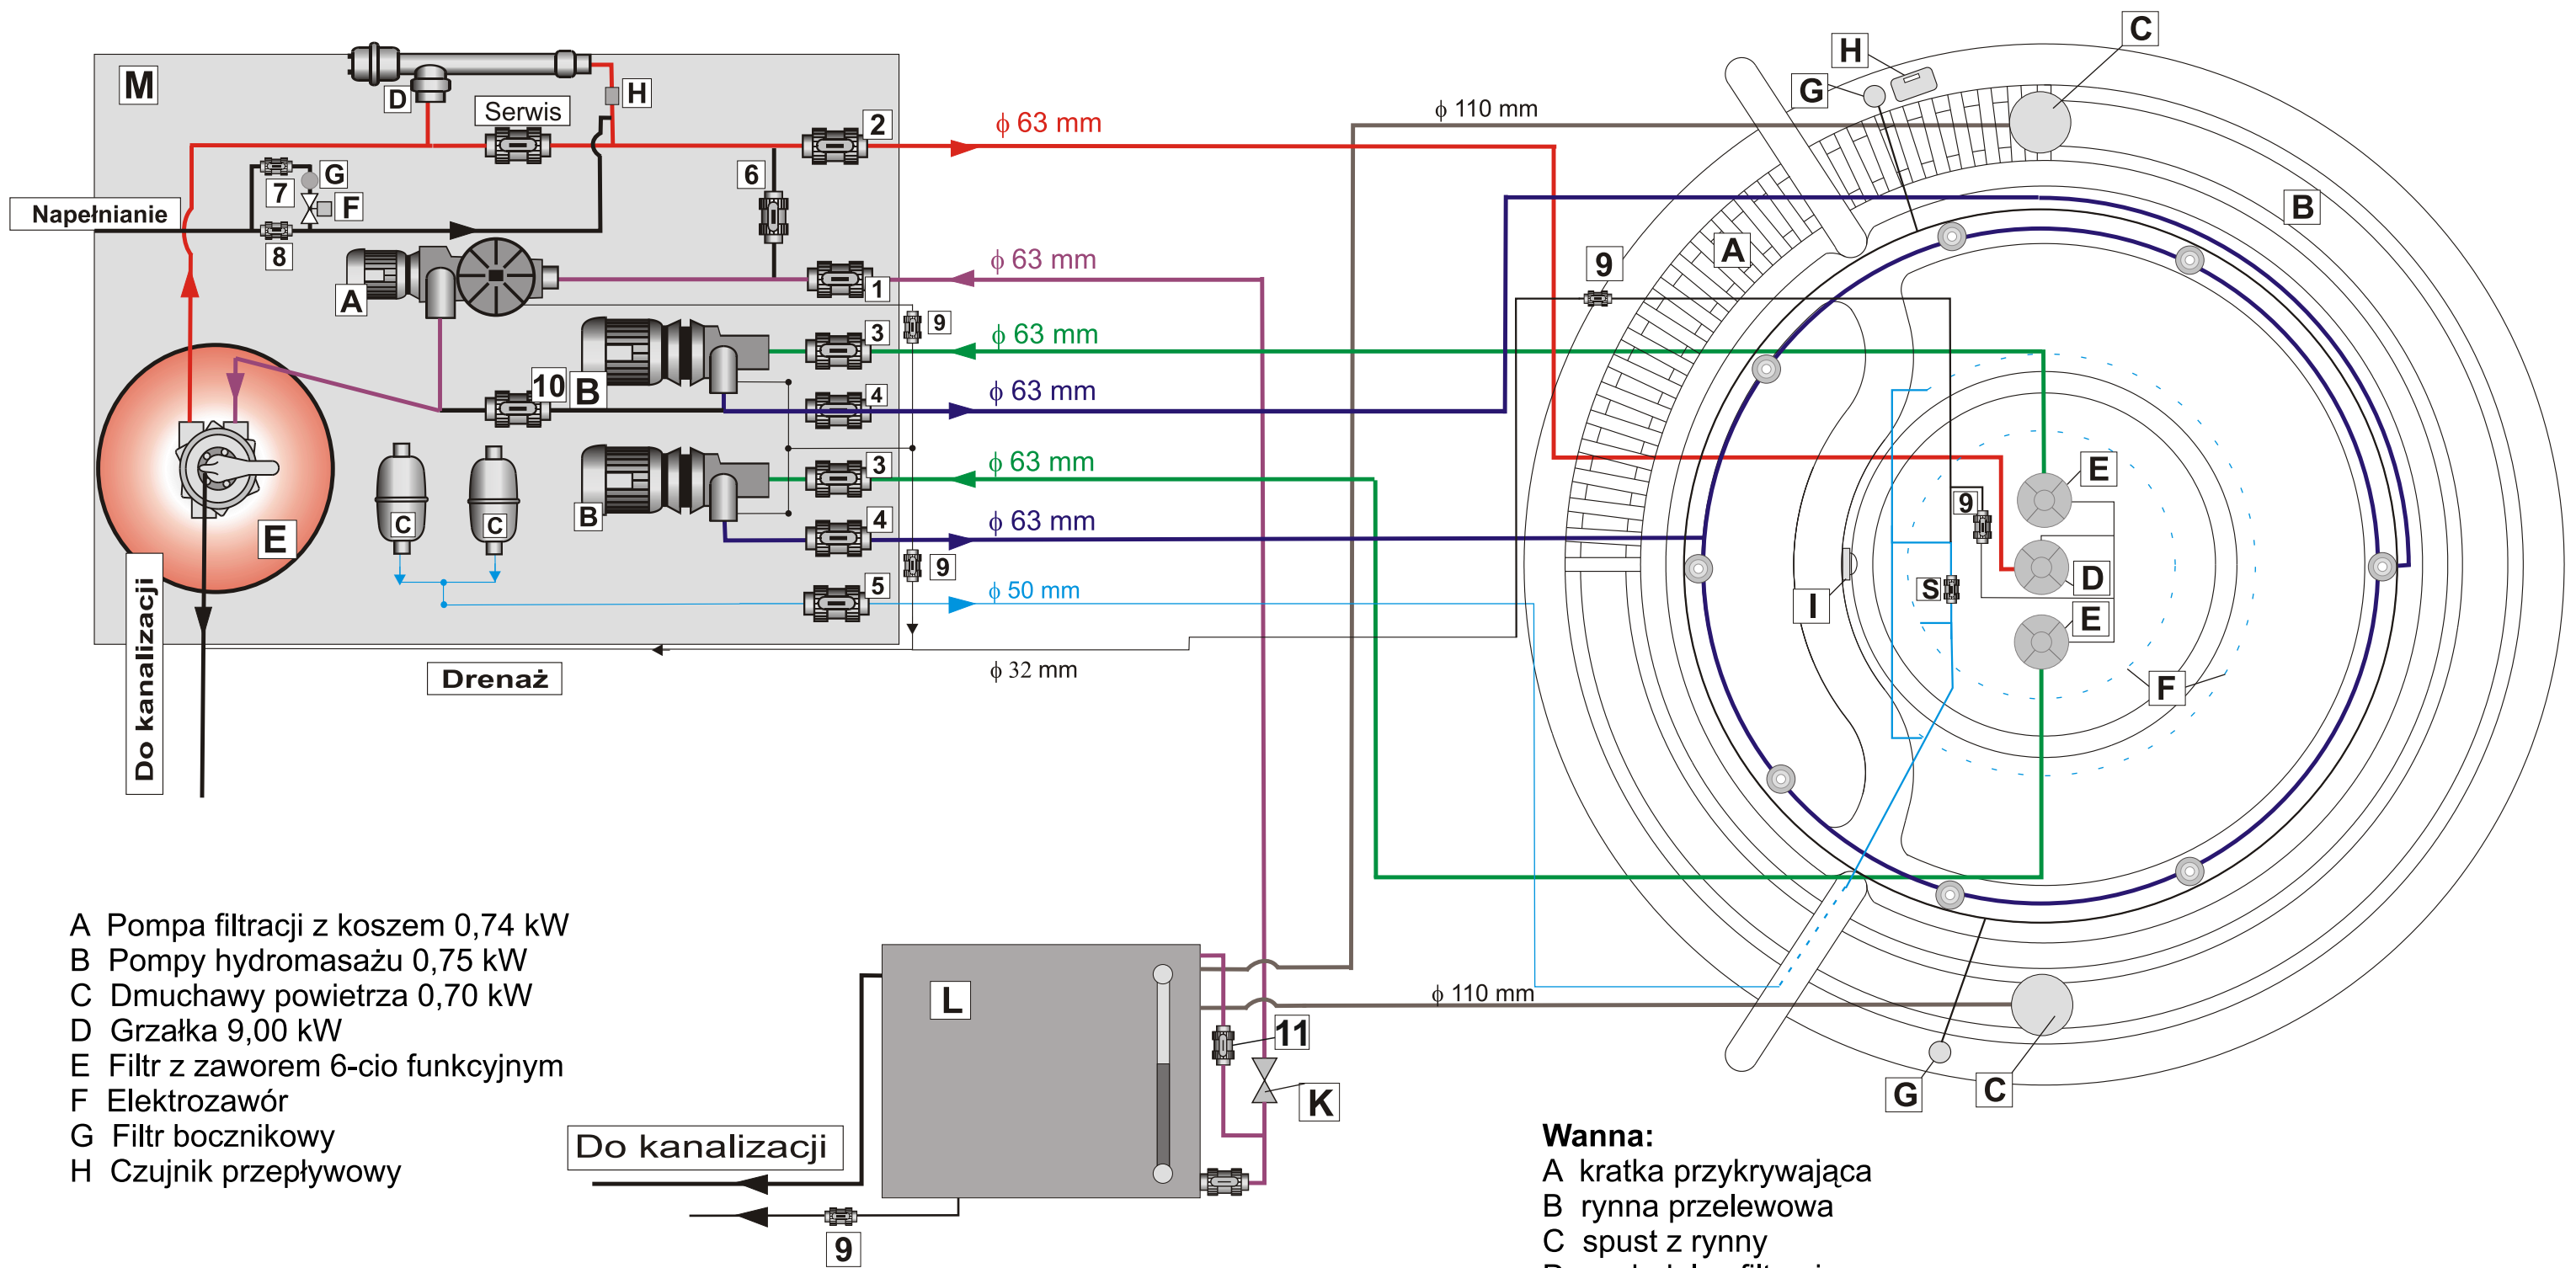 M
D
H
Serwis
2
ϕ 63 mm
ϕ 110 mm
H
G
C
B
A
7
G
F
6
Napełnianie
8
A
1
ϕ 63 mm
9
9
3
ϕ 63 mm
10
B
4
ϕ 63 mm
3
ϕ 63 mm
B
4
ϕ 63 mm
E
C
C
9
5
ϕ 50 mm
9
E
D
S
E
I
F
Drenaż
ϕ 32 mm
Do kanalizacji
A Pompa filtracji z koszem 0,74 kW
B Pompy hydromasażu 0,75 kW
C Dmuchawy powietrza 0,70 kW
D Grzałka 9,00 kW
E Filtr z zaworem 6-cio funkcyjnym
F Elektrozawór
G Filtr bocznikowy
H Czujnik przepływowy
L
11
K
ϕ 110 mm
G
C
Do kanalizacji
9
Wanna:
A kratka przykrywająca
B rynna przelewowa
C spust z rynny